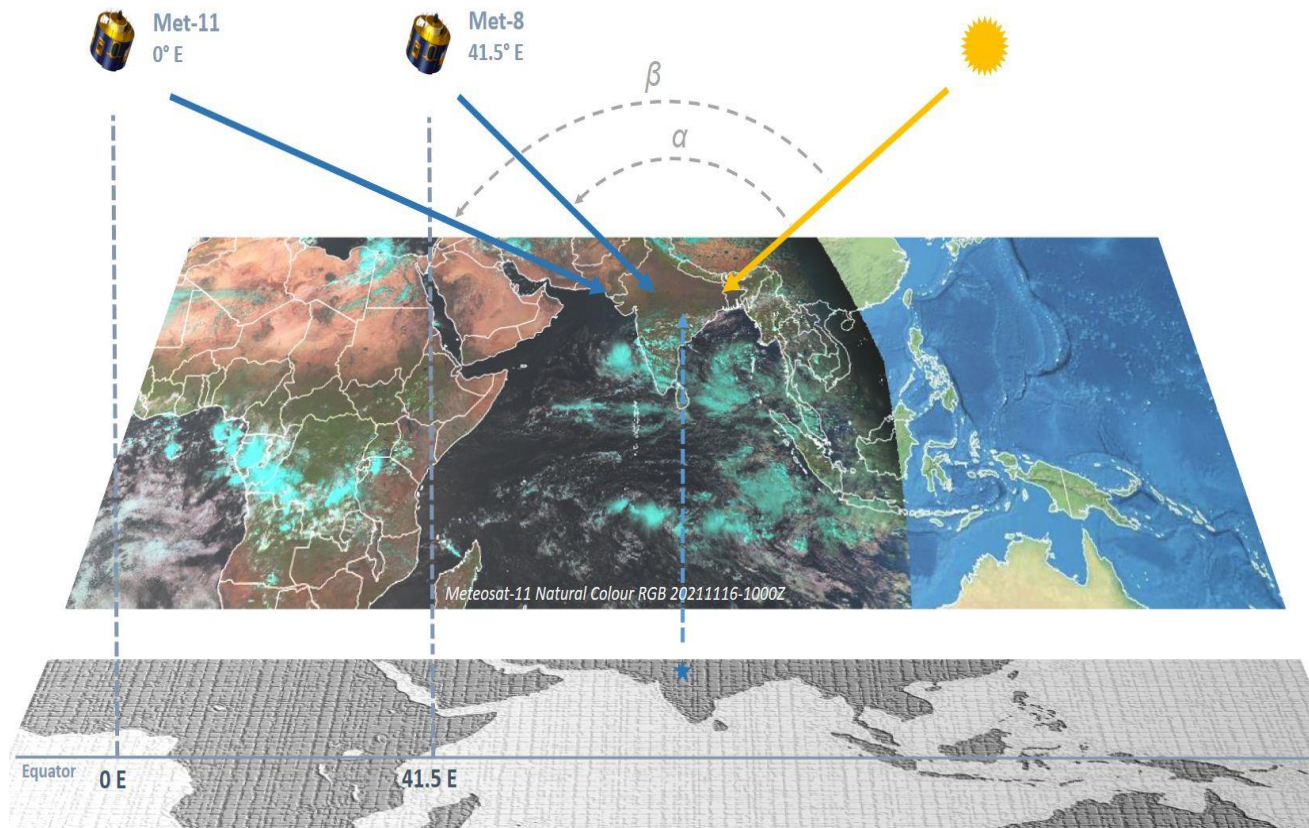 Met-11
0° E
Met-8
41.5° E
β
α
Meteosat-11 Natural Colour RGB 20211116-1000Z
Equator
0 E
41.5 E